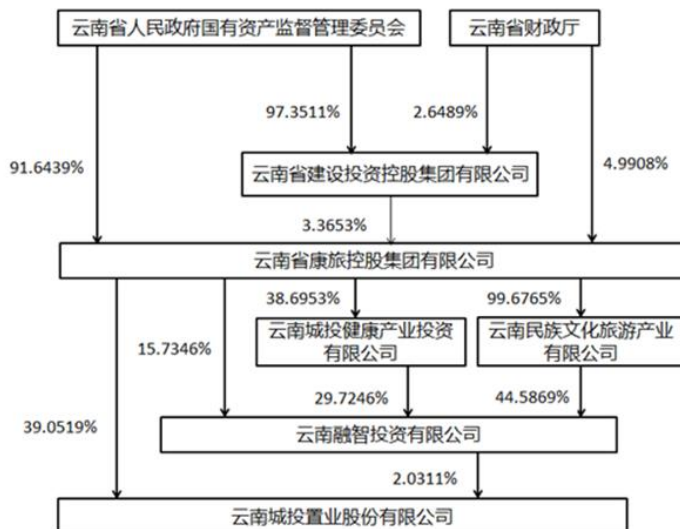 云南省人民政府国有资产监督管理委员会
云南省财政厅
97.3511%
2.6489%
91.6439%
4.9908%
云南省建设投资控股集团有限公司
3.3653%
云南省康旅控股集团有限公司
38.6953%
99.6765%
云南城投健康产业投资
有限公司
云南民族文化旅游产业
有限公司
15.7346%
29.7246%
44.5869%
39.0519%
云南融智投资有限公司
2.0311%
云南城投置业股份有限公司